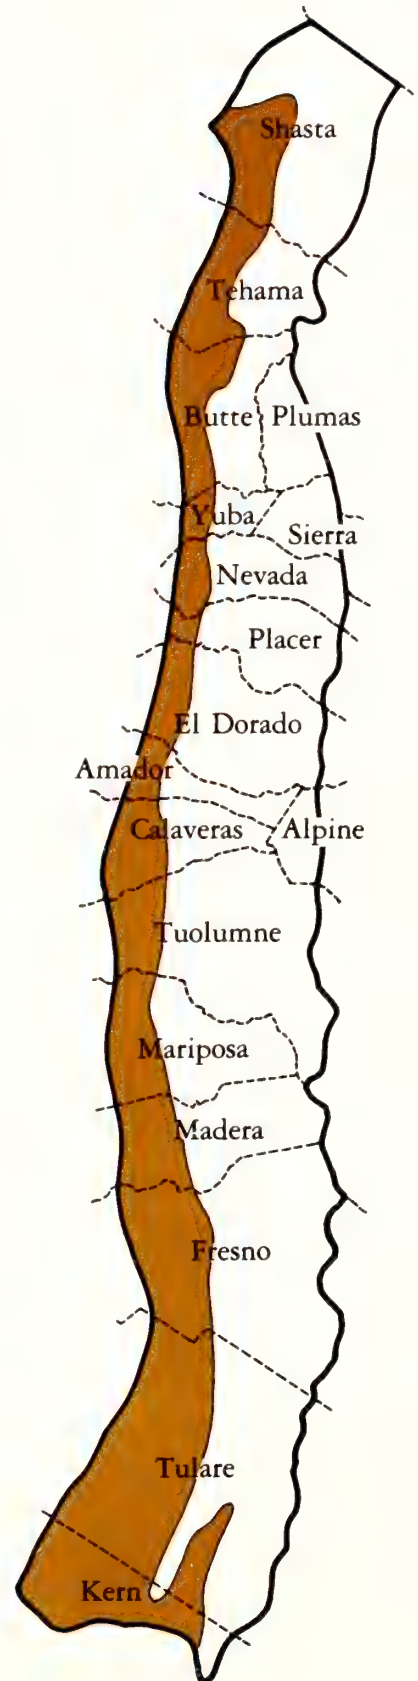 Shasta
Tehama
Butte
Plumas
Yuba
Sierra
Nevada
Placer
El Dorado
Amador
Calaveras
Alpine
Tuolumne
Mariposa
Madera
Fresno
Tulare
Kern